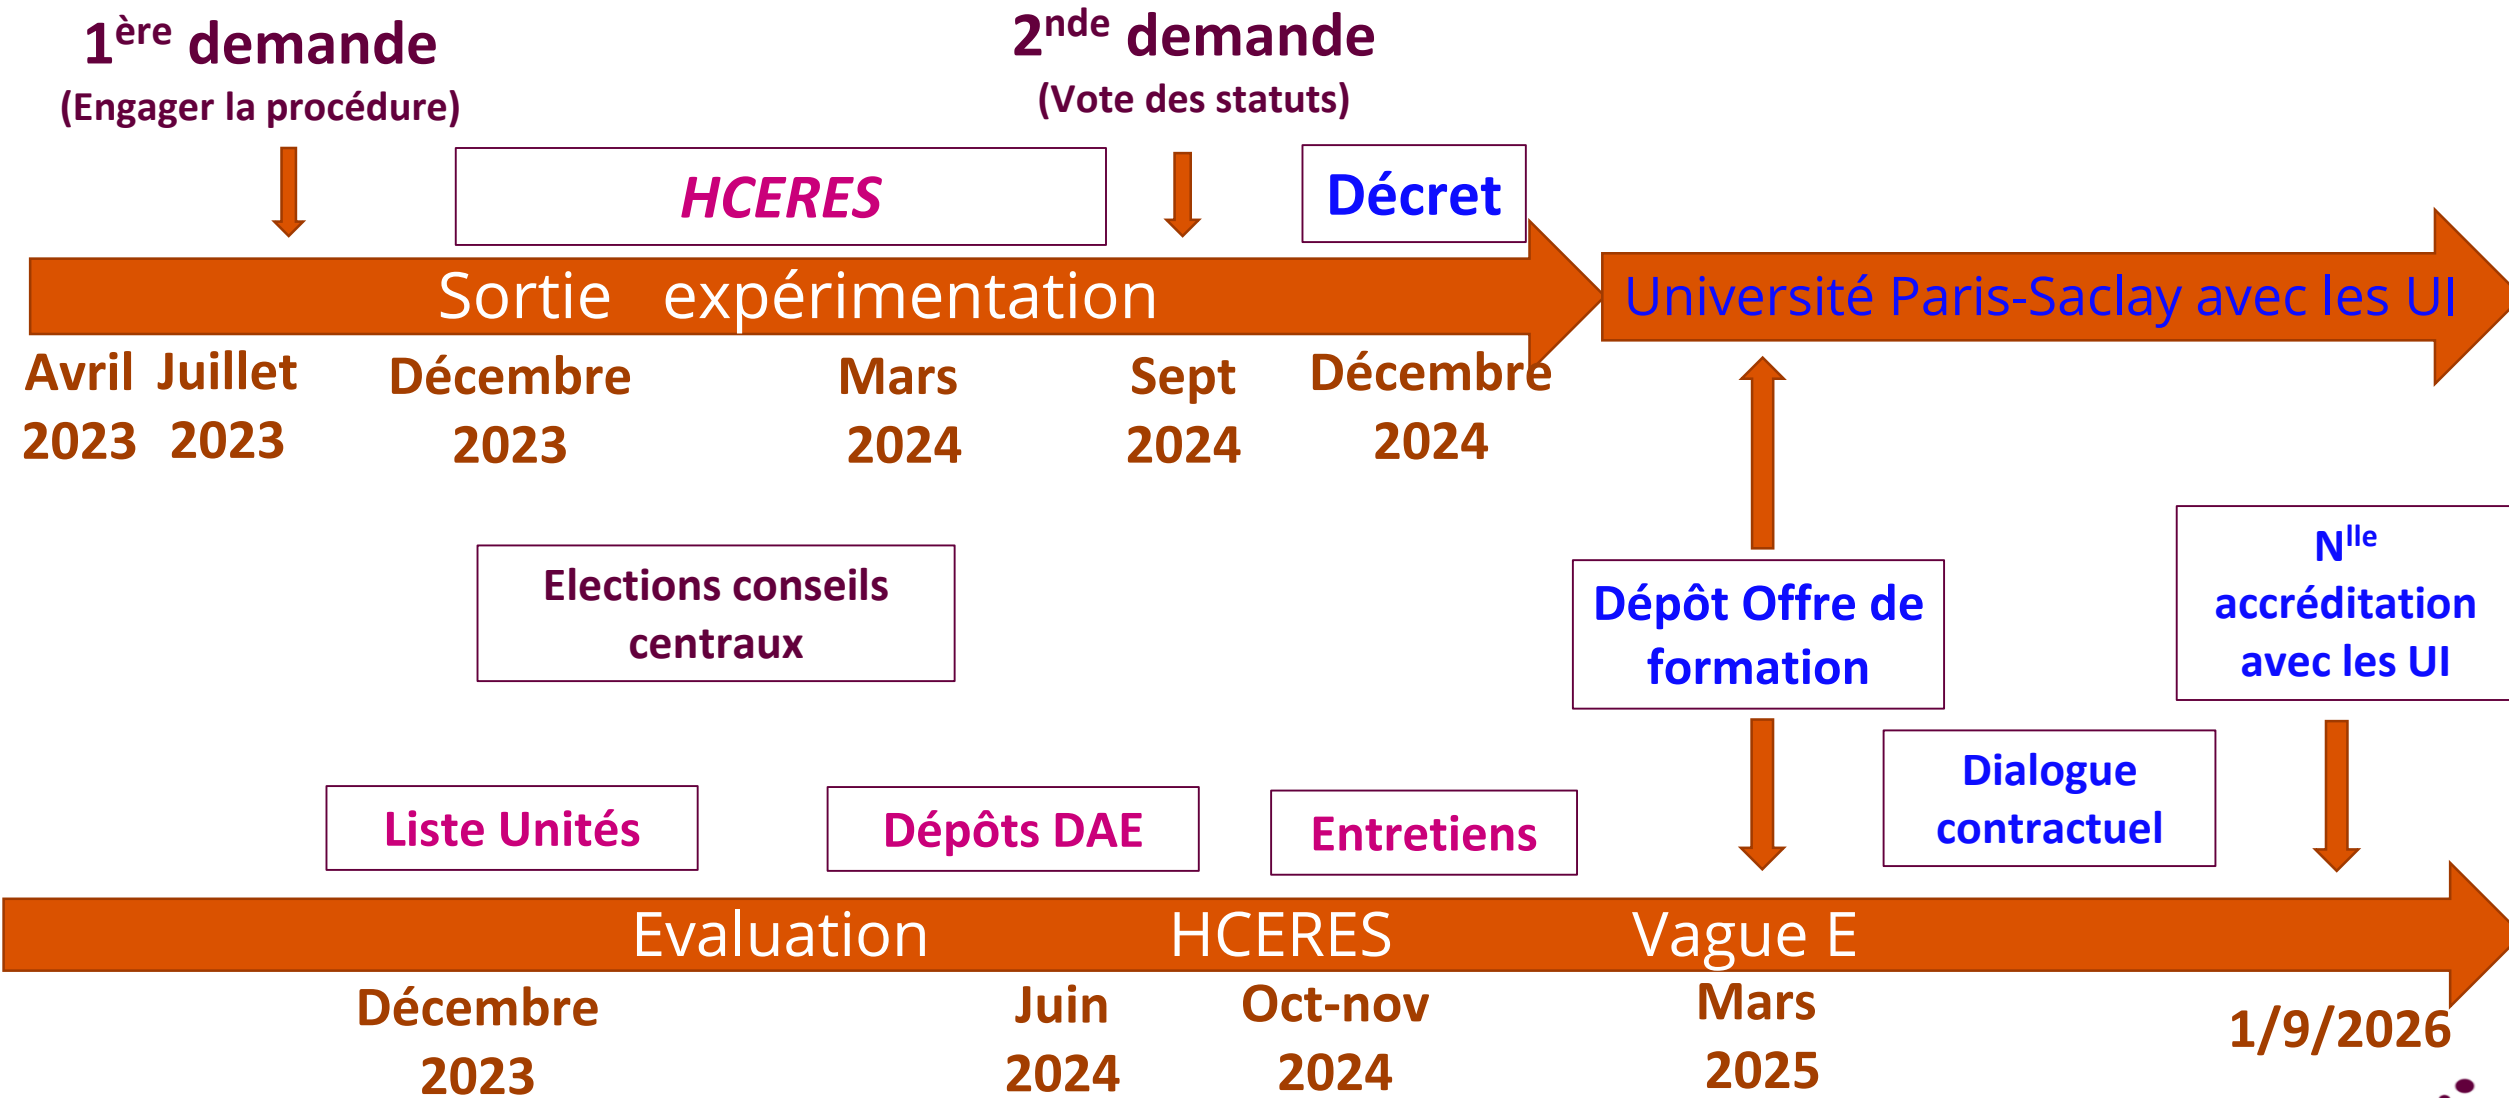 1ère demande
(Engager la procédure)
2nde demande
(Vote des statuts)
HCERES
Décret
Sortie expérimentation
Université Paris-Saclay avec les UI
Avril
2023
Juillet
2023
Décembre
2023
Mars
2024
Sept
2024
Décembre
2024
Elections conseils
centraux
Dépôt Offre de
formation
Nlle
accréditation
avec les UI
Liste Unités
Dépôts DAE
Entretiens
Dialogue
contractuel
Evaluation HCERES Vague E
Décembre
2023
Juin
2024
Oct-nov
2024
Mars
2025
1/9/2026